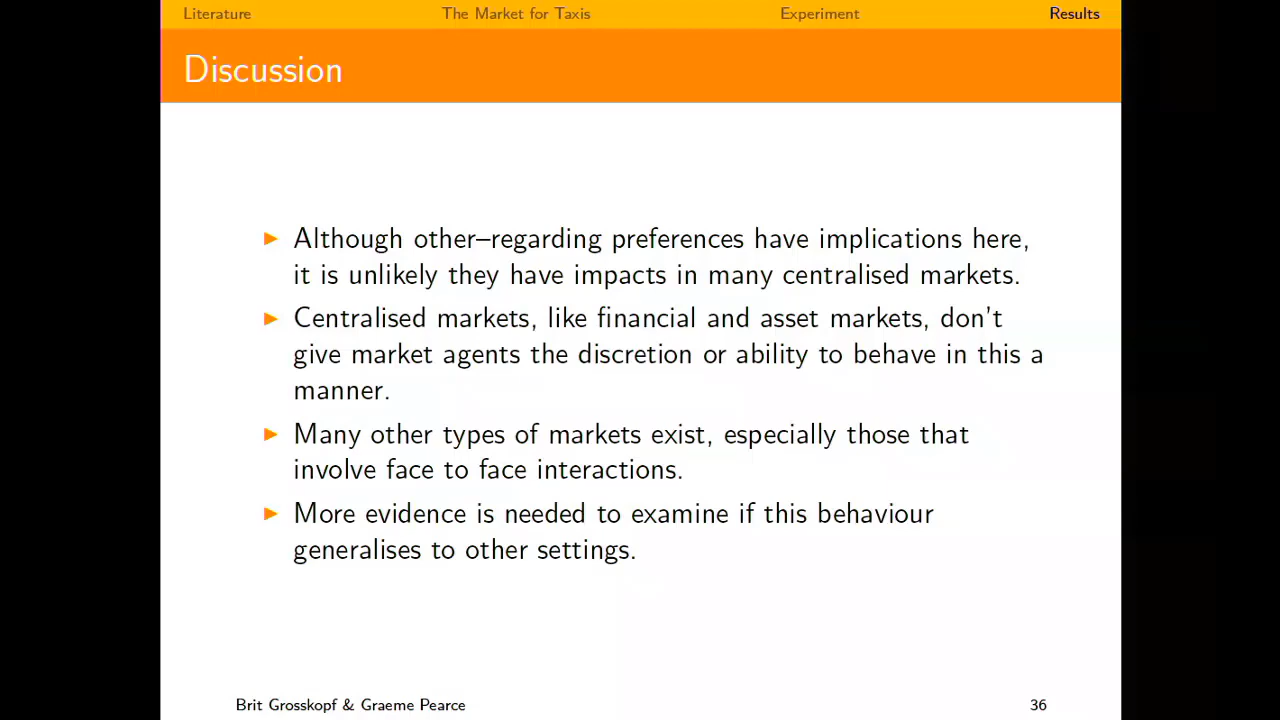 Literature The Market for Taxis Experiment Results
Discussion
Although other–regarding preferences have implications here,
it is unlikely they have impacts in many centralised markets.
Centralised markets, like financial and asset markets, don't
give market agents the discretion or ability to behave in this a
manner.
Many other types of markets exist, especially those that
involve face to face interactions.
More evidence is needed to examine if this behaviour
generalises to other settings.
Brit Grosskopf & Graeme Pearce 36